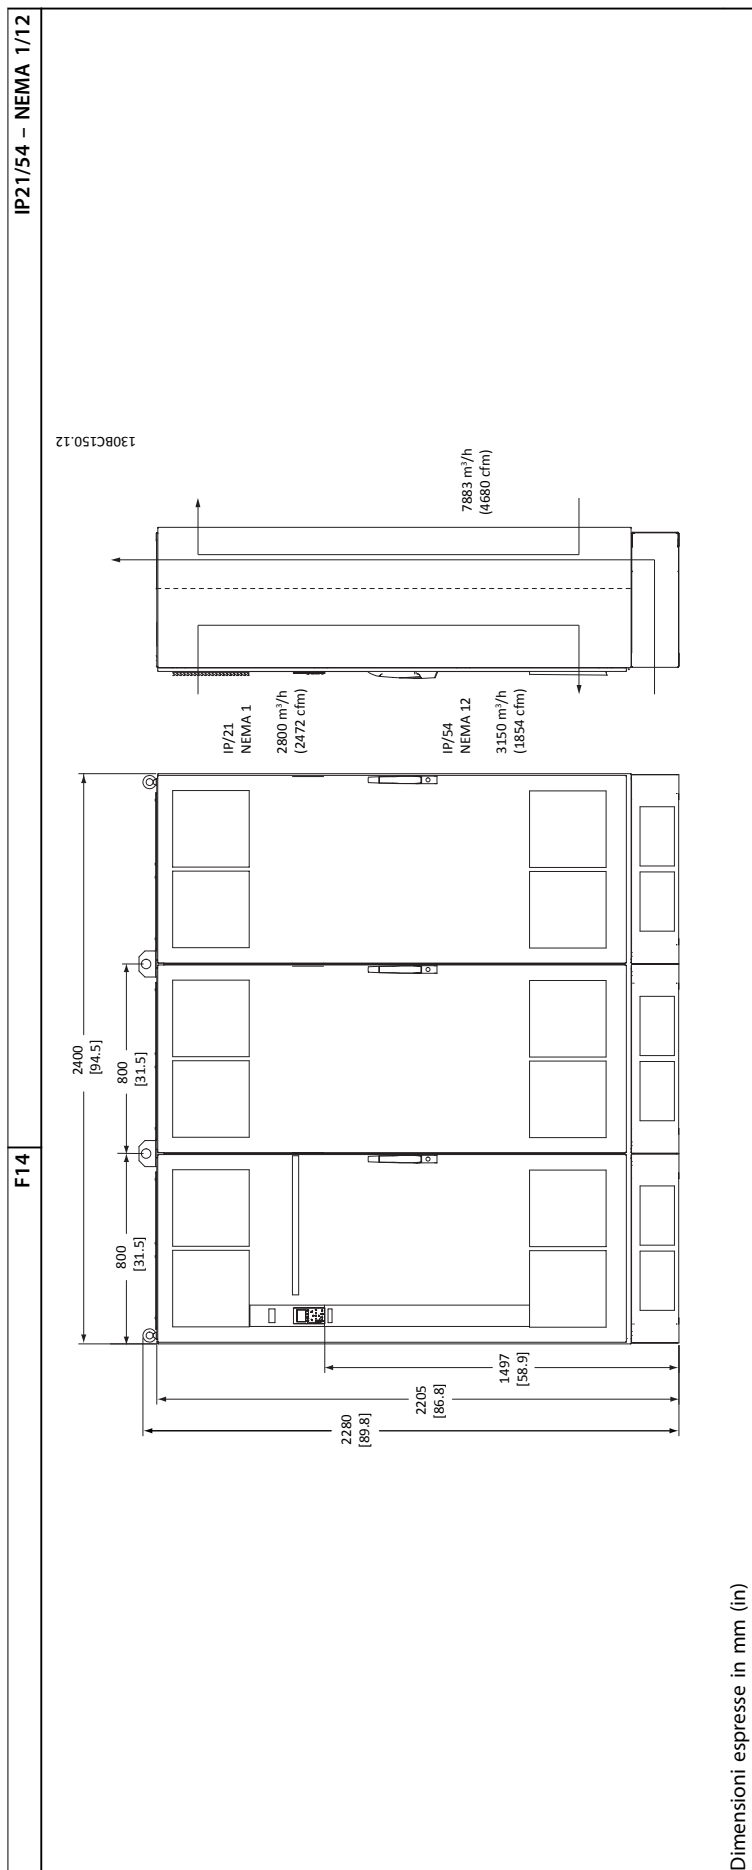 F14
IP21/54 – NEMA 1/12
130BC150.12
2400
[94.5]
800
[31.5]
800
[31.5]
2280
[89.8]
2205
[86.8]
1497
[58.9]
IP/21
NEMA 1
2800 m³/h
(2472 cfm)
IP/54
NEMA 12
3150 m³/h
(1854 cfm)
7883 m³/h
(4680 cfm)
Dimensioni espresse in mm (in)